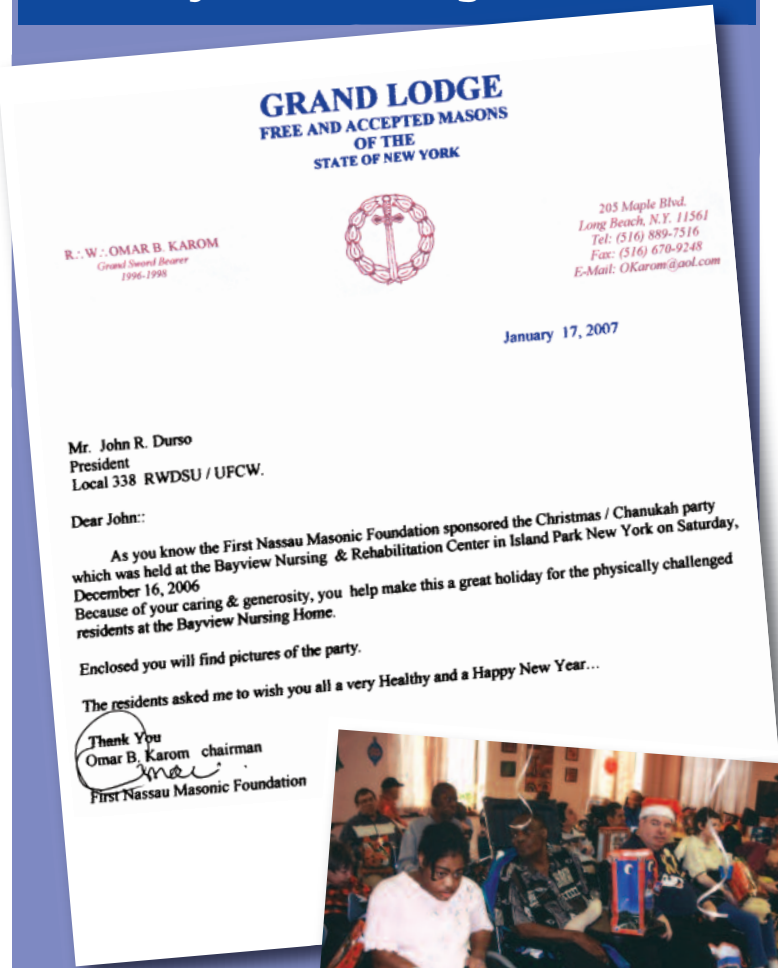 GRAND LODGE
FREE AND ACCEPTED MASONS
OF THE
STATE OF NEW YORK
R∴W∴OMAR B. KAROM
Grand Sword Bearer
1996-1998
205 Maple Blvd.
Long Beach, N.Y. 11561
Tel: (516) 889-7516
Fax: (516) 670-9248
E-Mail: OKarom@aol.com
January 17, 2007
Mr. John R. Durso
President
Local 338 RWDSU / UFCW.
Dear John::
As you know the First Nassau Masonic Foundation sponsored the Christmas / Chanukah party
which was held at the Bayview Nursing & Rehabilitation Center in Island Park New York on Saturday,
December 16, 2006
Because of your caring & generosity, you help make this a great holiday for the physically challenged
residents at the Bayview Nursing Home.
Enclosed you will find pictures of the party.
The residents asked me to wish you all a very Healthy and a Happy New Year...
Thank You
Omar B. Karom chairman
First Nassau Masonic Foundation